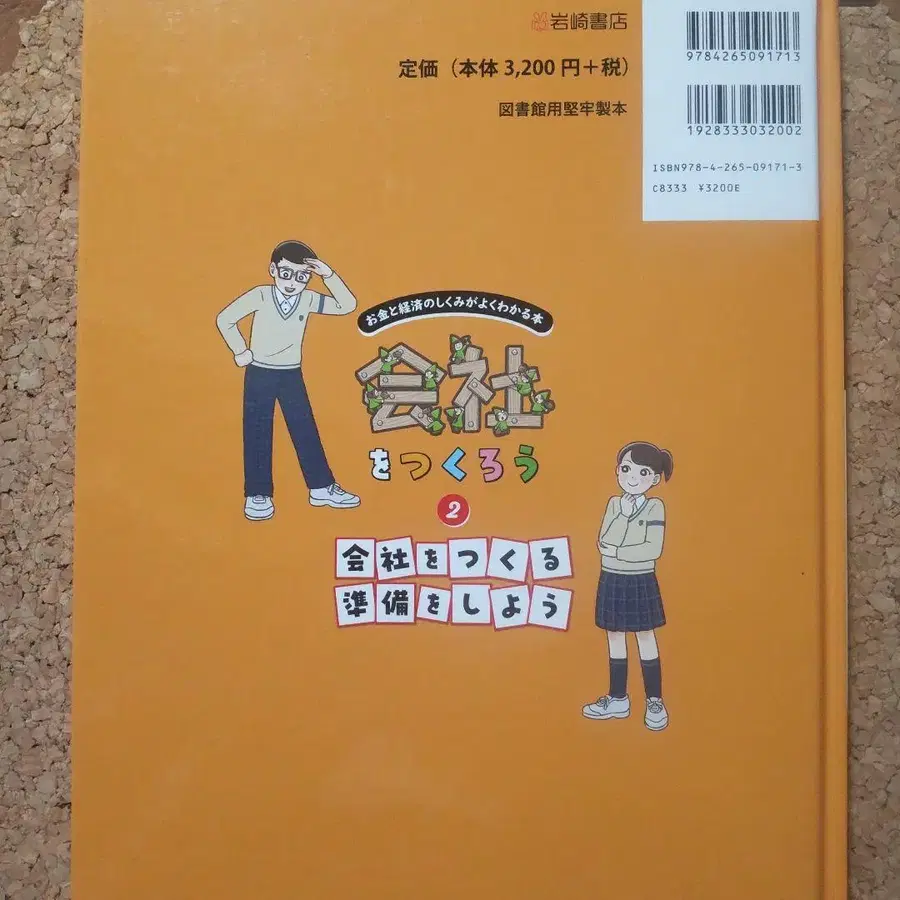 岩崎書店
定価（本体3,200円＋税）
図書館用堅牢製本
9784265091713
1928333032002
ISBN978-4-265-09171-3
C8333 ¥3200E
お金と経済のしくみがよくわかる本
会社
をつくろう
2
会社をつくる
準備をしよう